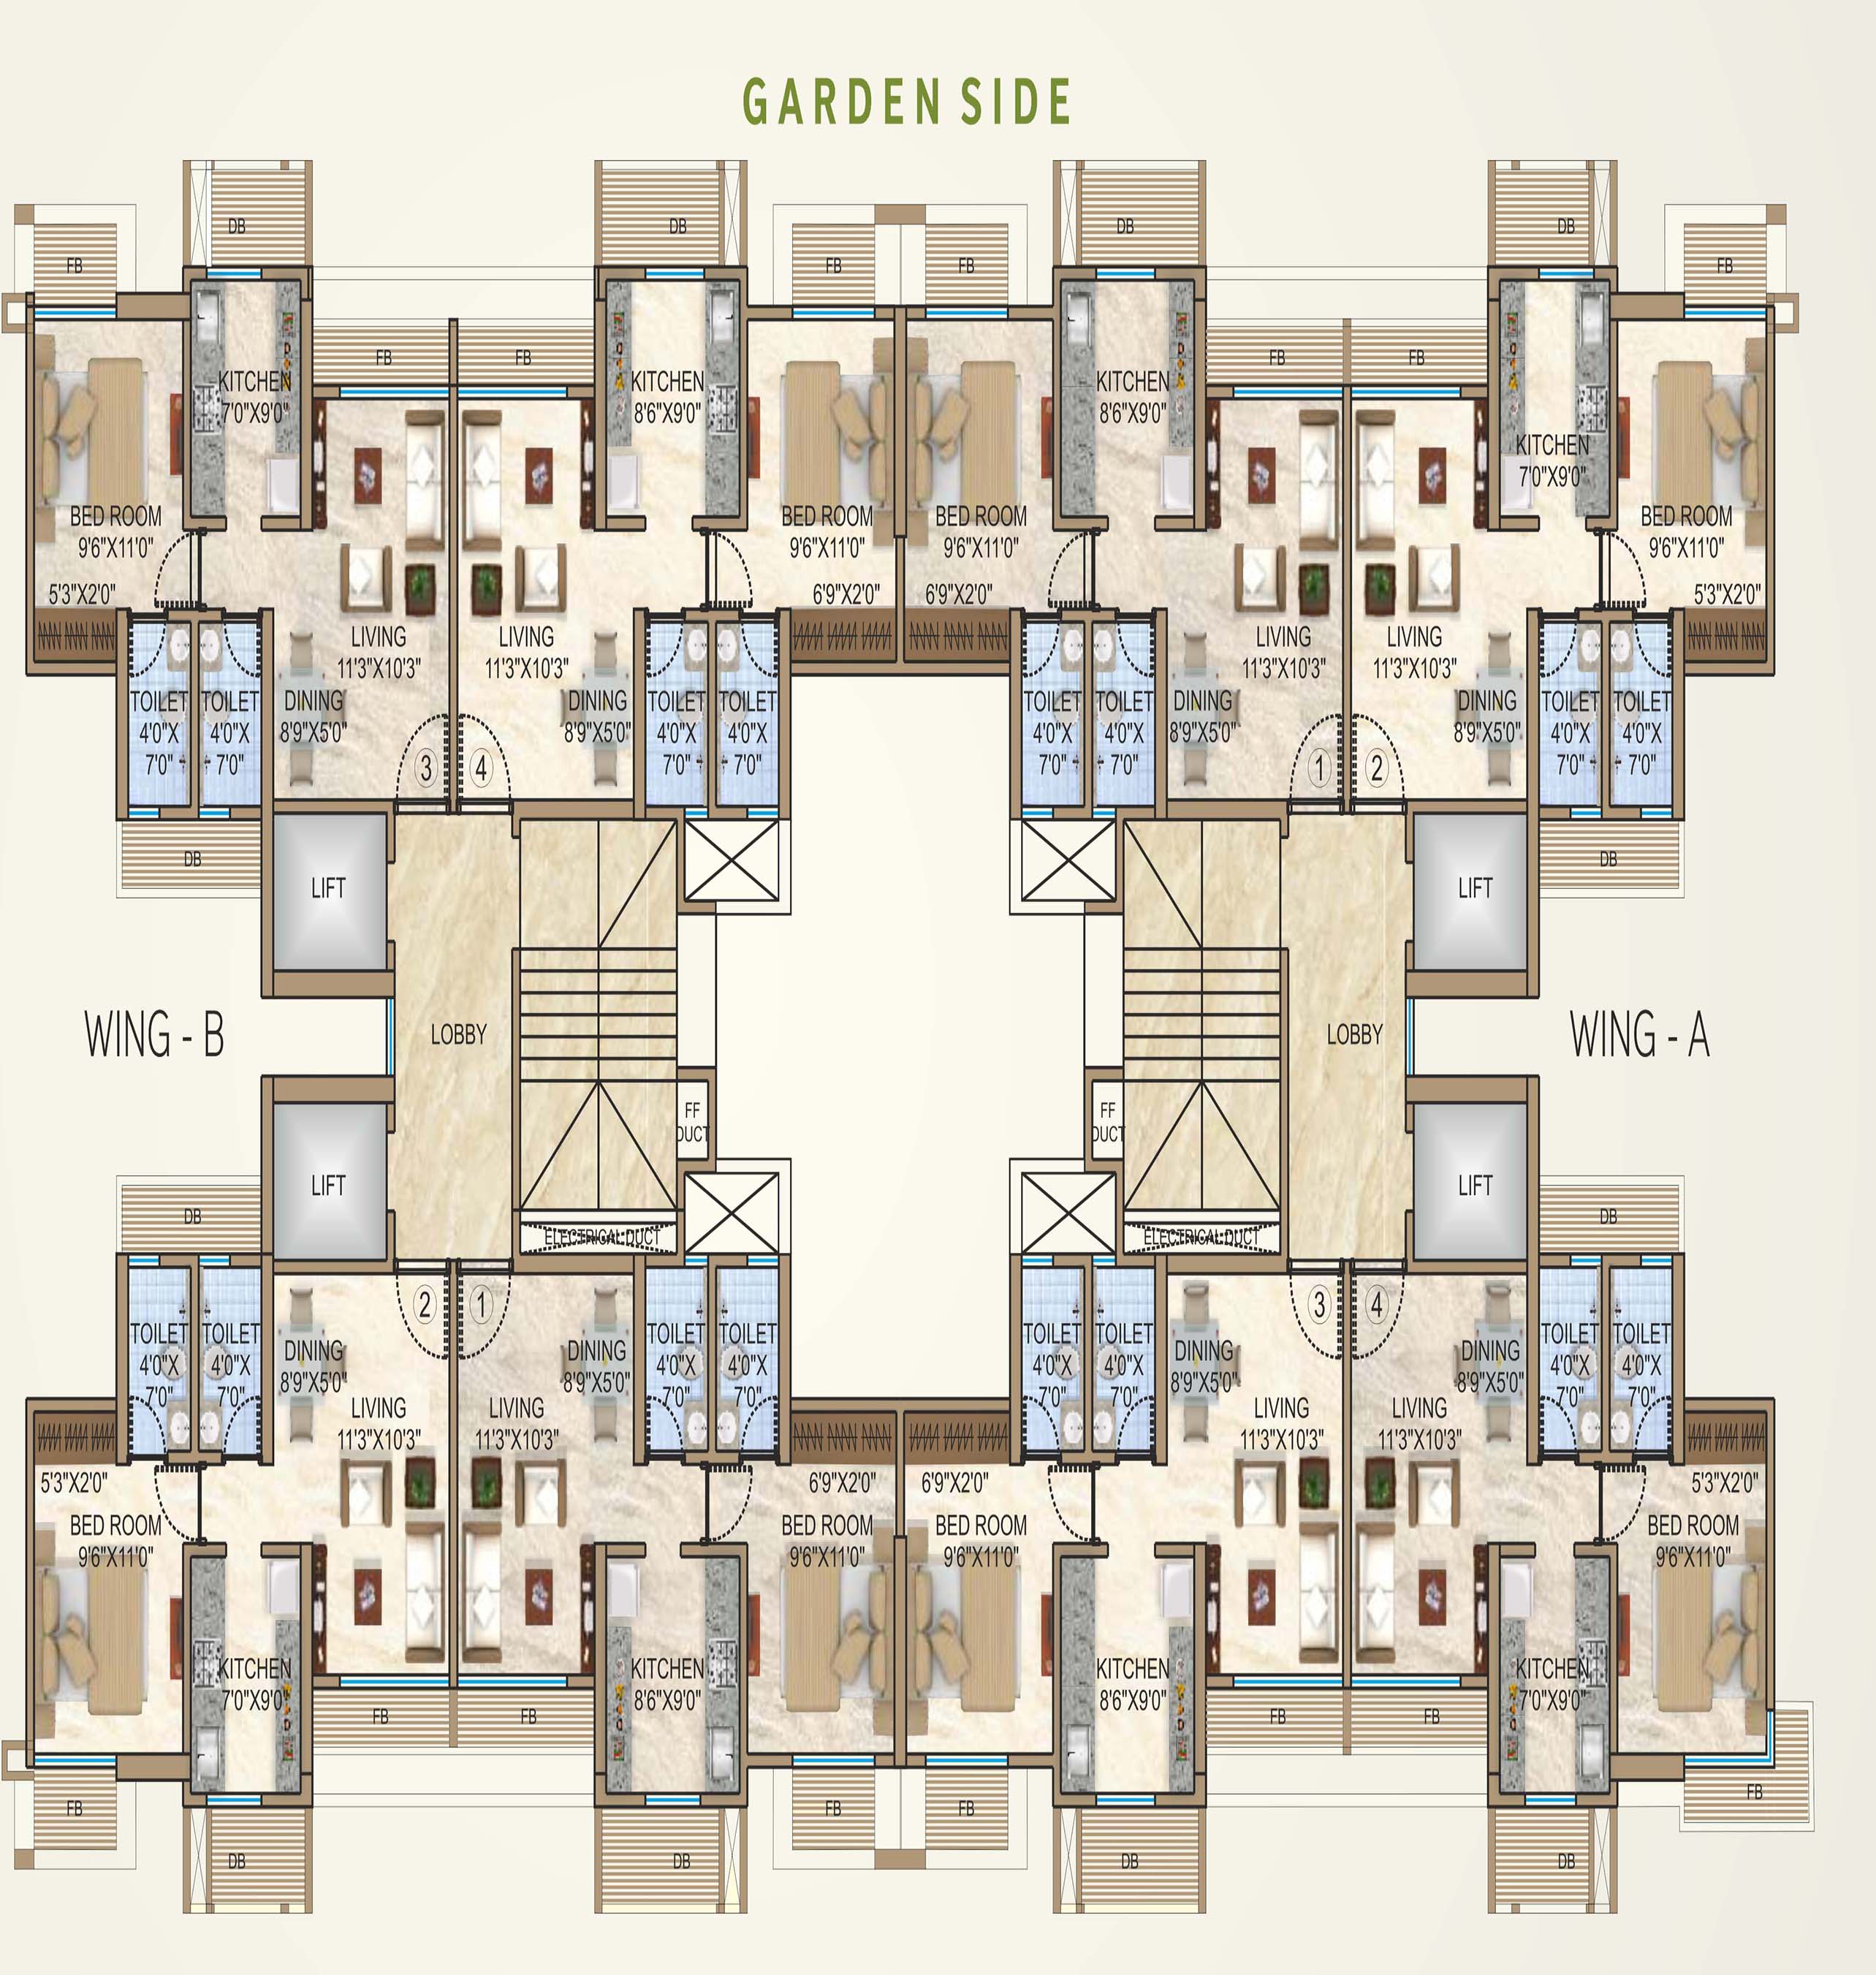 GARDEN SIDE
DB
DB
DB
DB
FB
FB
FB
FB
FB
FB
FB
FB
KITCHEN
7'0"X9'0"
KITCHEN
8'6"X9'0"
KITCHEN
8'6"X9'0"
KITCHEN
7'0"X9'0"
BED ROOM
9'6"X11'0"
BED ROOM
9'6"X11'0"
BED ROOM
9'6"X11'0"
BED ROOM
9'6"X11'0"
5'3"X2'0"
6'9"X2'0"
6'9"X2'0"
5'3"X2'0"
LIVING
11'3"X10'3"
LIVING
11'3"X10'3"
LIVING
11'3"X10'3"
LIVING
11'3"X10'3"
TOILET
4'0"X
7'0"
TOILET
4'0"X
7'0"
DINING
8'9"X5'0"
DINING
8'9"X5'0"
TOILET
4'0"X
7'0"
TOILET
4'0"X
7'0"
TOILET
4'0"X
7'0"
TOILET
4'0"X
7'0"
DINING
8'9"X5'0"
DINING
8'9"X5'0"
TOILET
4'0"X
7'0"
TOILET
4'0"X
7'0"
3
4
1
2
DB
DB
LIFT
LIFT
WING - B
LOBBY
LOBBY
WING - A
FF
DUCT
FF
DUCT
LIFT
LIFT
DB
DB
ELECTRICAL DUCT
ELECTRICAL DUCT
2
1
3
4
TOILET
4'0"X
7'0"
TOILET
4'0"X
7'0"
DINING
8'9"X5'0"
DINING
8'9"X5'0"
TOILET
4'0"X
7'0"
TOILET
4'0"X
7'0"
TOILET
4'0"X
7'0"
TOILET
4'0"X
7'0"
DINING
8'9"X5'0"
DINING
8'9"X5'0"
TOILET
4'0"X
7'0"
TOILET
4'0"X
7'0"
LIVING
11'3"X10'3"
LIVING
11'3"X10'3"
LIVING
11'3"X10'3"
LIVING
11'3"X10'3"
5'3"X2'0"
6'9"X2'0"
6'9"X2'0"
5'3"X2'0"
BED ROOM
9'6"X11'0"
BED ROOM
9'6"X11'0"
BED ROOM
9'6"X11'0"
BED ROOM
9'6"X11'0"
KITCHEN
7'0"X9'0"
KITCHEN
8'6"X9'0"
KITCHEN
8'6"X9'0"
KITCHEN
7'0"X9'0"
FB
FB
FB
FB
FB
FB
FB
FB
DB
DB
DB
DB